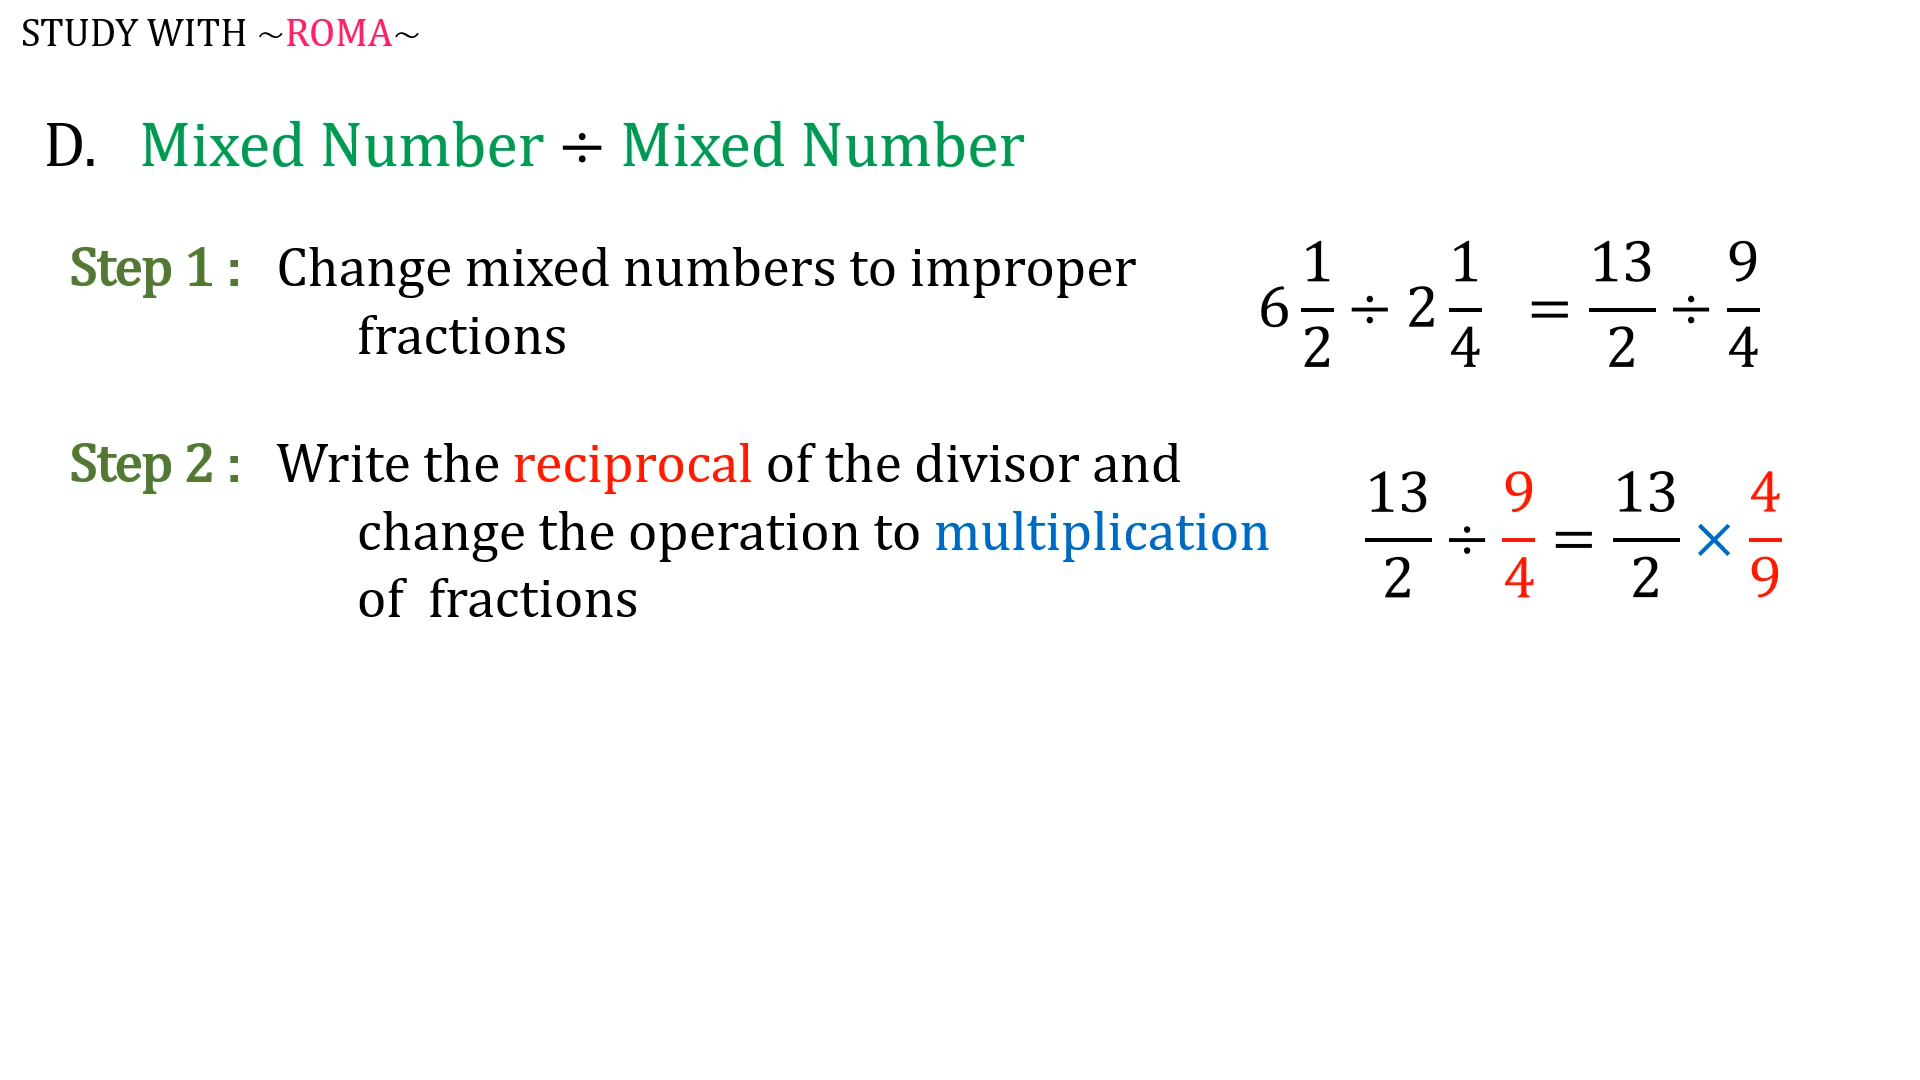 STUDY WITH ~ROMA~
D. Mixed Number ÷ Mixed Number
Step 1 : Change mixed numbers to improper
fractions
6 1/2 ÷ 2 1/4 = 13/2 ÷ 9/4
Step 2 : Write the reciprocal of the divisor and
change the operation to multiplication
of fractions
13/2 ÷ 9/4 = 13/2 × 4/9